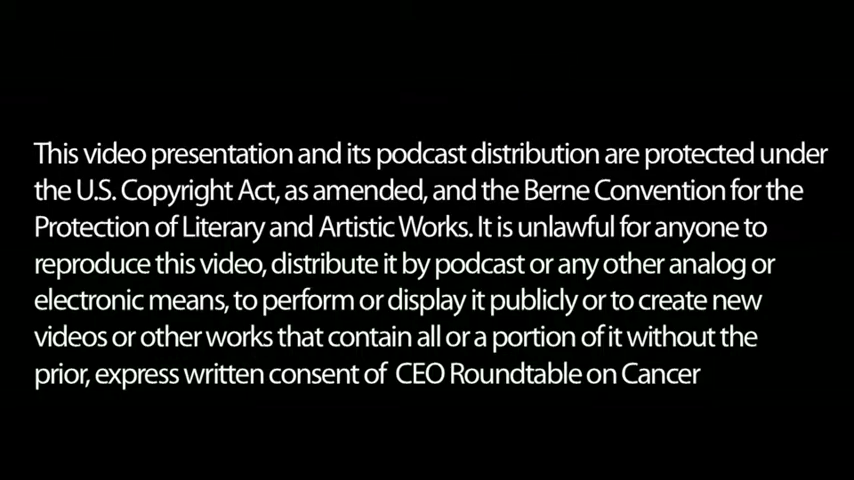 This video presentation and its podcast distribution are protected under
the U.S. Copyright Act, as amended, and the Berne Convention for the
Protection of Literary and Artistic Works. It is unlawful for anyone to
reproduce this video, distribute it by podcast or any other analog or
electronic means, to perform or display it publicly or to create new
videos or other works that contain all or a portion of it without the
prior, express written consent of CEO Roundtable on Cancer